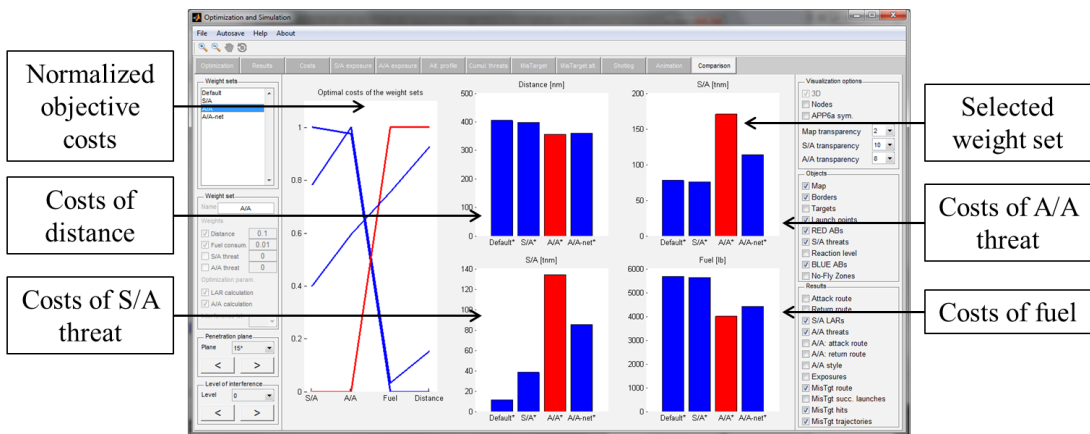 Optimization and Simulation
File Autosave Help About
Optimization Results Costs S/A exposure A/A exposure Alt. profile Cumul. threats MisTarget MisTarget alt. Shotlog Animation Comparison
Normalized
objective
costs
Costs of
distance
Costs of S/A
threat
Weight sets
Default
S/A
A/A
A/A-net
Weight set
Name A/A
Weights
Distance 0.1
Fuel consum. 0.01
S/A threat 0
A/A threat 0
Optimization param.
LAR calculation
A/A calculation
Penetration plane
Plane 15°
< >
Level of interference
Level 0
< >
Optimal costs of the weight sets
1
0.8
0.6
0.4
0.2
0
S/A A/A Fuel Distance
Distance [nm]
500
400
300
200
100
0
Default* S/A* A/A* A/A-net*
S/A [tnm]
200
150
100
50
0
Default* S/A* A/A* A/A-net*
S/A [tnm]
140
120
100
80
60
40
20
0
Default* S/A* A/A* A/A-net*
Fuel [lb]
6000
5000
4000
3000
2000
1000
0
Default* S/A* A/A* A/A-net*
Visualization options
3D
Nodes
APP6a sym.
Map transparency 2
S/A transparency 10
A/A transparency 8
Objects
Map
Borders
Targets
Launch points
RED ABs
S/A threats
Reaction level
BLUE ABs
No-Fly Zones
Results
Attack route
Return route
S/A LARs
A/A threats
A/A: attack route
A/A: return route
A/A style
Exposures
MisTgt route
MisTgt succ. launches
MisTgt hits
MisTgt trajectories
Selected
weight set
Costs of A/A
threat
Costs of fuel